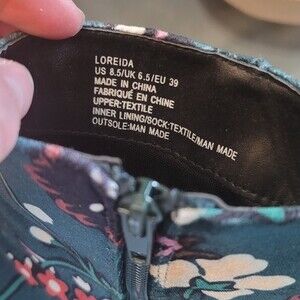 LOREIDA
US 8.5/UK 6.5/EU 39
MADE IN CHINA
FABRIQUÉ EN CHINE
UPPER:TEXTILE
INNER LINING/SOCK:TEXTILE/MAN MADE
OUTSOLE:MAN MADE